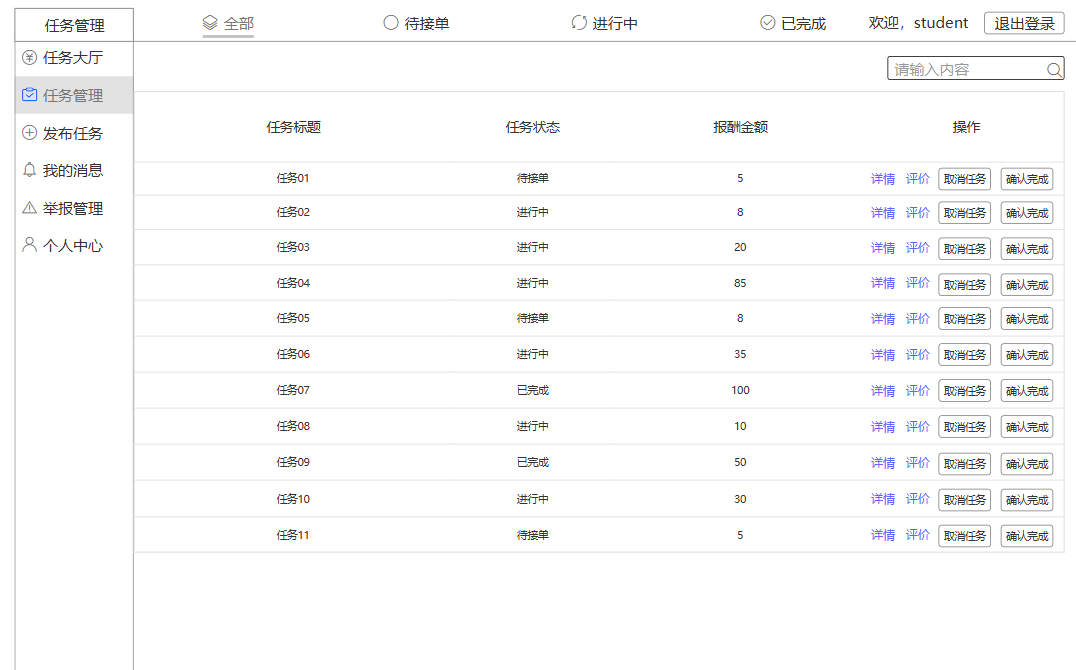 任务管理 全部 待接单 进行中 已完成 欢迎，student 退出登录
任务大厅
任务管理
发布任务
我的消息
举报管理
个人中心
请输入内容
任务标题 任务状态 报酬金额 操作
任务01 待接单 5 详情 评价 取消任务 确认完成
任务02 进行中 8 详情 评价 取消任务 确认完成
任务03 进行中 20 详情 评价 取消任务 确认完成
任务04 进行中 85 详情 评价 取消任务 确认完成
任务05 待接单 8 详情 评价 取消任务 确认完成
任务06 进行中 35 详情 评价 取消任务 确认完成
任务07 已完成 100 详情 评价 取消任务 确认完成
任务08 进行中 10 详情 评价 取消任务 确认完成
任务09 已完成 50 详情 评价 取消任务 确认完成
任务10 进行中 30 详情 评价 取消任务 确认完成
任务11 待接单 5 详情 评价 取消任务 确认完成